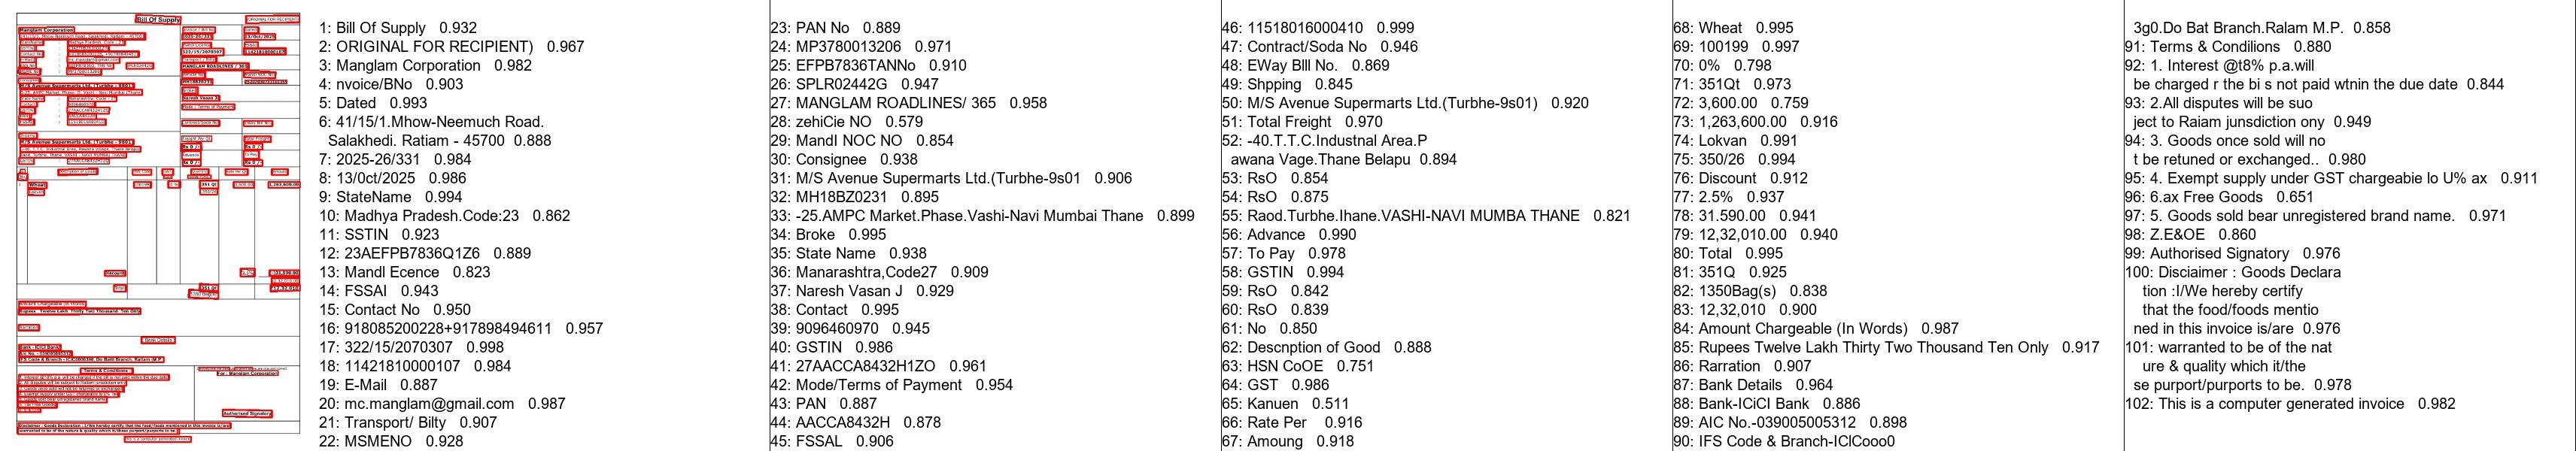 1: Bill Of Supply 0.932
2: ORIGINAL FOR RECIPIENT) 0.967
3: Manglam Corporation 0.982
4: nvoice/BNo 0.903
5: Dated 0.993
6: 41/15/1.Mhow-Neemuch Road.
Salakhedi. Ratiam - 45700 0.888
7: 2025-26/331 0.984
8: 13/0ct/2025 0.986
9: StateName 0.994
10: Madhya Pradesh.Code:23 0.862
11: SSTIN 0.923
12: 23AEFPB7836Q1Z6 0.889
13: Mandl Ecence 0.823
14: FSSAI 0.943
15: Contact No 0.950
16: 918085200228+917898494611 0.957
17: 322/15/2070307 0.998
18: 11421810000107 0.984
19: E-Mail 0.887
20: mc.manglam@gmail.com 0.987
21: Transport/ Bilty 0.907
22: MSMENO 0.928
23: PAN No 0.889
24: MP3780013206 0.971
25: EFPB7836TANNo 0.910
26: SPLR02442G 0.947
27: MANGLAM ROADLINES/ 365 0.958
28: zehiCie NO 0.579
29: MandI NOC NO 0.854
30: Consignee 0.938
31: M/S Avenue Supermarts Ltd.(Turbhe-9s01 0.906
32: MH18BZ0231 0.895
33: -25.AMPC Market.Phase.Vashi-Navi Mumbai Thane 0.899
34: Broke 0.995
35: State Name 0.938
36: Manarashtra,Code27 0.909
37: Naresh Vasan J 0.929
38: Contact 0.995
39: 9096460970 0.945
40: GSTIN 0.986
41: 27AACCA8432H1ZO 0.961
42: Mode/Terms of Payment 0.954
43: PAN 0.887
44: AACCA8432H 0.878
45: FSSAL 0.906
46: 11518016000410 0.999
47: Contract/Soda No 0.946
48: EWay BIll No. 0.869
49: Shpping 0.845
50: M/S Avenue Supermarts Ltd.(Turbhe-9s01) 0.920
51: Total Freight 0.970
52: -40.T.T.C.Industnal Area.P
awana Vage.Thane Belapu 0.894
53: RsO 0.854
54: RsO 0.875
55: Raod.Turbhe.Ihane.VASHI-NAVI MUMBA THANE 0.821
56: Advance 0.990
57: To Pay 0.978
58: GSTIN 0.994
59: RsO 0.842
60: RsO 0.839
61: No 0.850
62: Descnption of Good 0.888
63: HSN CoOE 0.751
64: GST 0.986
65: Kanuen 0.511
66: Rate Per 0.916
67: Amoung 0.918
68: Wheat 0.995
69: 100199 0.997
70: 0% 0.798
71: 351Qt 0.973
72: 3,600.00 0.759
73: 1,263,600.00 0.916
74: Lokvan 0.991
75: 350/26 0.994
76: Discount 0.912
77: 2.5% 0.937
78: 31.590.00 0.941
79: 12,32,010.00 0.940
80: Total 0.995
81: 351Q 0.925
82: 1350Bag(s) 0.838
83: 12,32,010 0.900
84: Amount Chargeable (In Words) 0.987
85: Rupees Twelve Lakh Thirty Two Thousand Ten Only 0.917
86: Rarration 0.907
87: Bank Details 0.964
88: Bank-ICiCI Bank 0.886
89: AIC No.-039005005312 0.898
90: IFS Code & Branch-ICICooo0
3g0.Do Bat Branch.Ralam M.P. 0.858
91: Terms & Condilions 0.880
92: 1. Interest @t8% p.a.will
be charged r the bi s not paid wtnin the due date 0.844
93: 2.All disputes will be suo
ject to Raiam junsdiction ony 0.949
94: 3. Goods once sold will no
t be retuned or exchanged.. 0.980
95: 4. Exempt supply under GST chargeabie lo U% ax 0.911
96: 6.ax Free Goods 0.651
97: 5. Goods sold bear unregistered brand name. 0.971
98: Z.E&OE 0.860
99: Authorised Signatory 0.976
100: Disciaimer : Goods Declara
tion :I/We hereby certify
that the food/foods mentio
ned in this invoice is/are 0.976
101: warranted to be of the nat
ure & quality which it/the
se purport/purports to be. 0.978
102: This is a computer generated invoice 0.982